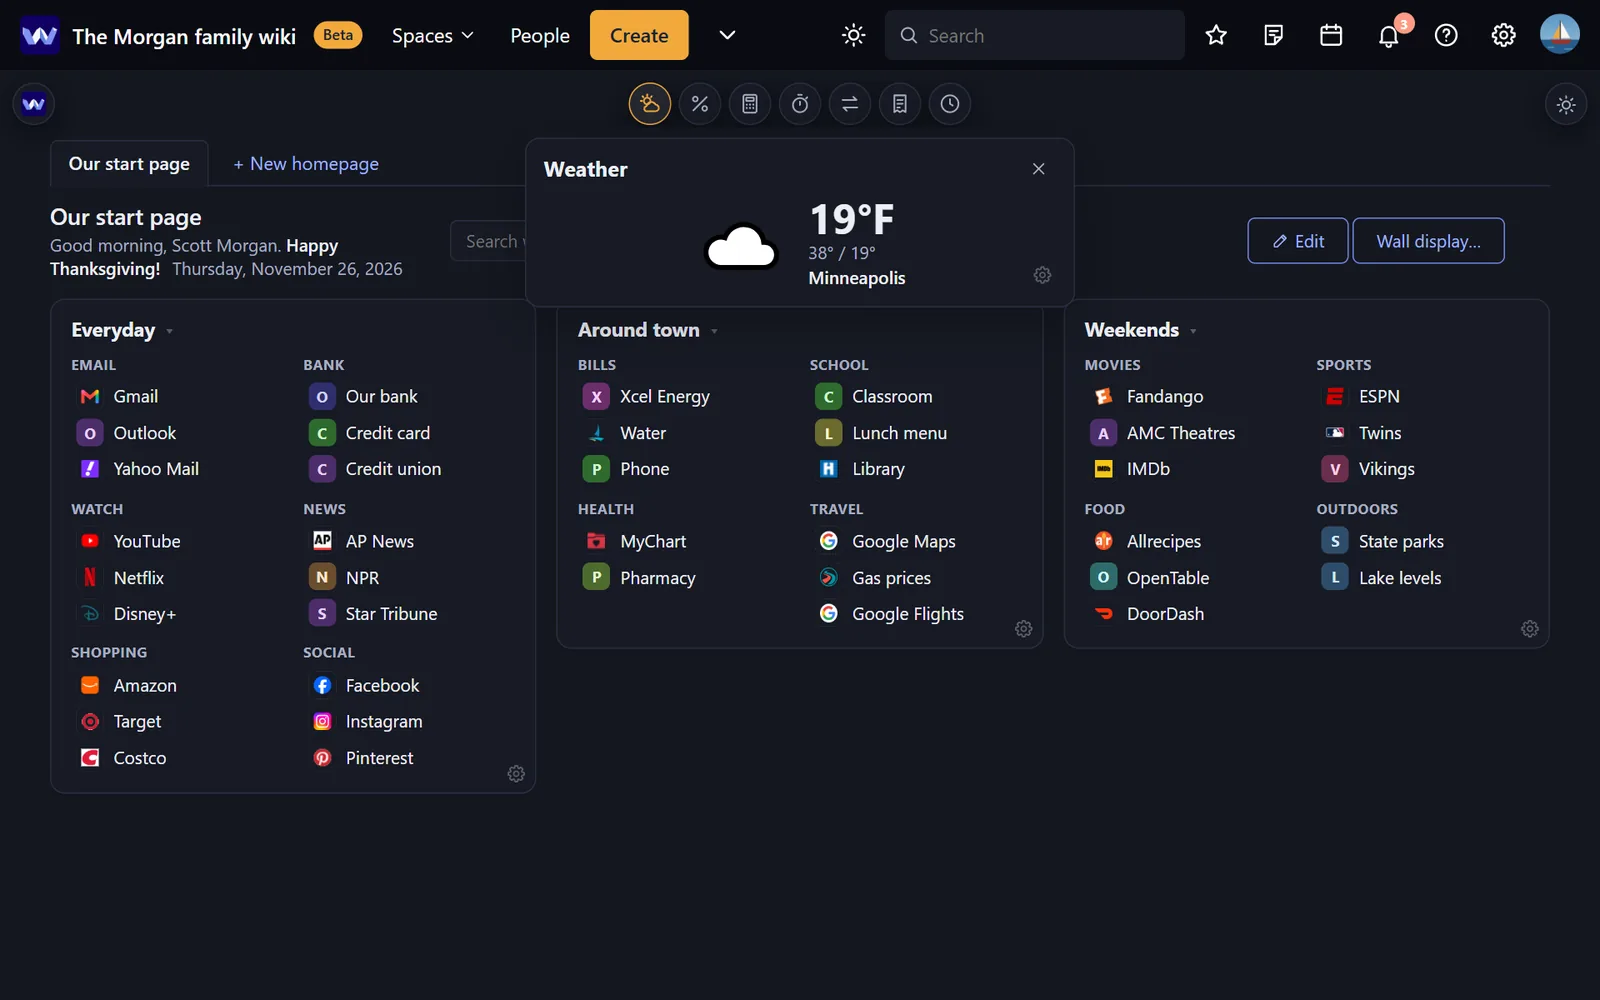 The Morgan family wiki
Beta
Spaces
People
Create
Search
3
Our start page
+ New homepage
Weather
19°F
38° / 19°
Minneapolis
Our start page
Good morning, Scott Morgan. Happy
Thanksgiving! Thursday, November 26, 2026
Search
Edit
Wall display...
Everyday
EMAIL
Gmail
O Outlook
Yahoo Mail
BANK
O Our bank
C Credit card
C Credit union
WATCH
YouTube
Netflix
Disney+
NEWS
AP AP News
N NPR
S Star Tribune
SHOPPING
Amazon
Target
Costco
SOCIAL
Facebook
Instagram
Pinterest
Around town
BILLS
X Xcel Energy
Water
P Phone
SCHOOL
C Classroom
L Lunch menu
H Library
HEALTH
MyChart
P Pharmacy
TRAVEL
Google Maps
Gas prices
Google Flights
Weekends
MOVIES
Fandango
A AMC Theatres
IMDb
SPORTS
ESPN
Twins
V Vikings
FOOD
Allrecipes
O OpenTable
DoorDash
OUTDOORS
S State parks
L Lake levels